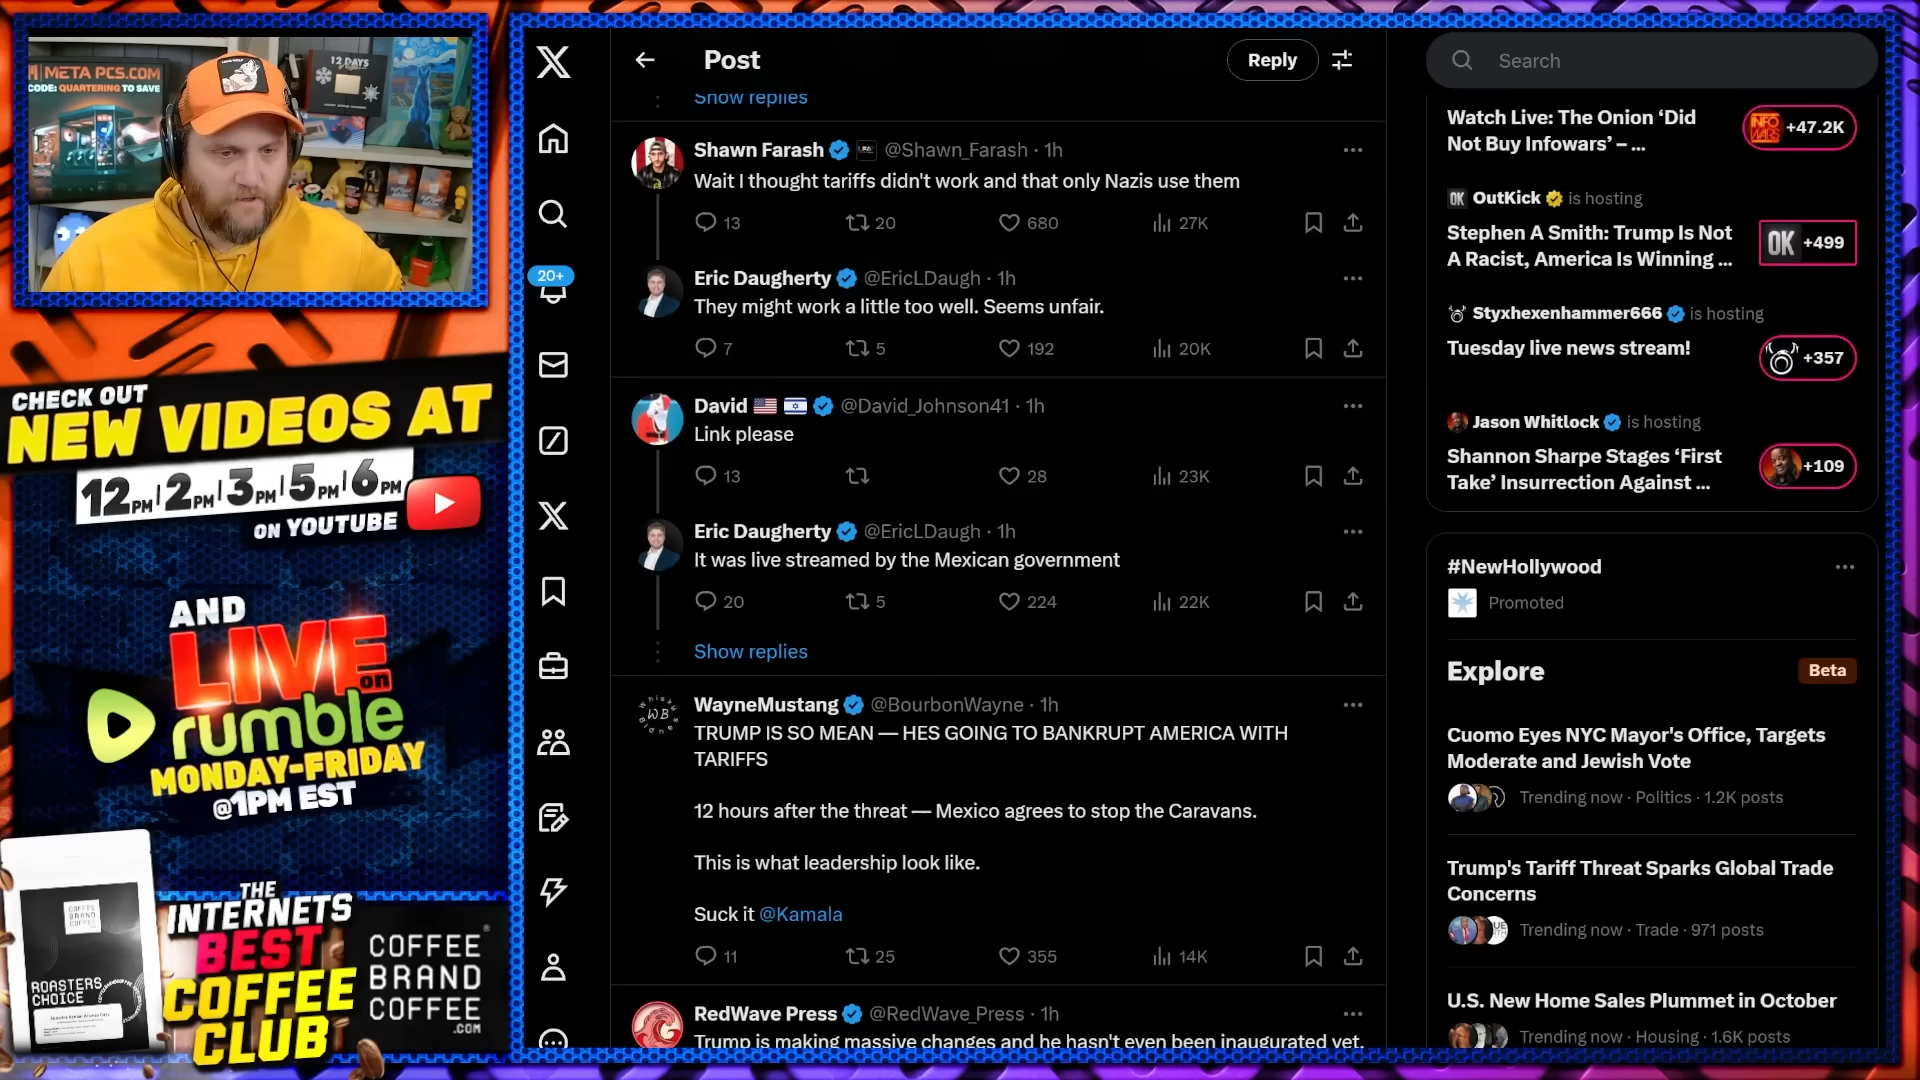 META PCS.COM
CODE: QUARTERING TO SAVE
12 DAYS
CHECK OUT
NEW VIDEOS AT
12PM | 2PM | 3PM | 5PM | 6PM
ON YOUTUBE
AND
LIVE
on
rumble
MONDAY-FRIDAY
@1PM EST
COFFEE
BRAND
COFFEE
ROASTERS
CHOICE
THE
INTERNETS
BEST
COFFEE
CLUB
COFFEE
BRAND
COFFEE
.COM
20+
Post
Reply
Show replies
Shawn Farash @Shawn_Farash · 1h
Wait I thought tariffs didn't work and that only Nazis use them
13 20 680 27K
Eric Daugherty @EricLDaugh · 1h
They might work a little too well. Seems unfair.
7 5 192 20K
David @David_Johnson41 · 1h
Link please
13 28 23K
Eric Daugherty @EricLDaugh · 1h
It was live streamed by the Mexican government
20 5 224 22K
Show replies
WB
WayneMustang @BourbonWayne · 1h
TRUMP IS SO MEAN — HES GOING TO BANKRUPT AMERICA WITH
TARIFFS
12 hours after the threat — Mexico agrees to stop the Caravans.
This is what leadership look like.
Suck it @Kamala
11 25 355 14K
RedWave Press @RedWave_Press · 1h
Trump is making massive changes and he hasn't even been inaugurated yet.
Search
Watch Live: The Onion ‘Did
Not Buy Infowars’ – ...
INFO
WARS
+47.2K
OK OutKick is hosting
Stephen A Smith: Trump Is Not
A Racist, America Is Winning ...
OK +499
Styxhexenhammer666 is hosting
Tuesday live news stream!
+357
Jason Whitlock is hosting
Shannon Sharpe Stages ‘First
Take’ Insurrection Against ...
+109
#NewHollywood
Promoted
Explore
Beta
Cuomo Eyes NYC Mayor's Office, Targets
Moderate and Jewish Vote
Trending now · Politics · 1.2K posts
Trump's Tariff Threat Sparks Global Trade
Concerns
Trending now · Trade · 971 posts
U.S. New Home Sales Plummet in October
Trending now · Housing · 1.6K posts